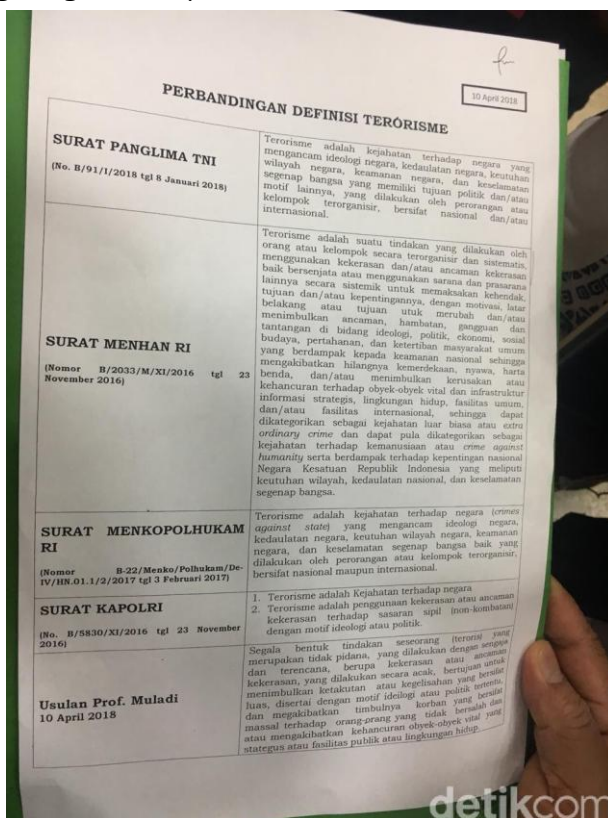 10 April 2018
PERBANDINGAN DEFINISI TERORISME
SURAT PANGLIMA TNI
(No. B/91/I/2018 tgl 8 Januari 2018)
Terorisme adalah kejahatan terhadap negara yang
mengancam ideologi negara, kedaulatan negara, keutuhan
wilayah negara, keamanan negara, dan keselamatan
segenap bangsa yang memiliki tujuan politik dan/atau
motif lainnya, yang dilakukan oleh perorangan atau
kelompok terorganisir, bersifat nasional dan/atau
internasional.
SURAT MENHAN RI
(Nomor B/2033/M/XI/2016 tgl 23
November 2016)
Terorisme adalah suatu tindakan yang dilakukan oleh
orang atau kelompok secara terorganisir dan sistematis,
menggunakan kekerasan dan/atau ancaman kekerasan
baik bersenjata atau menggunakan sarana dan prasarana
lainnya secara sistemik untuk memaksakan kehendak,
tujuan dan/atau kepentingannya, dengan motivasi, latar
belakang atau tujuan utuk merubah dan/atau
menimbulkan ancaman, hambatan, gangguan dan
tantangan di bidang ideologi, politik, ekonomi, sosial
budaya, pertahanan, dan ketertiban masyarakat umum
yang berdampak kepada keamanan nasional sehingga
mengakibatkan hilangnya kemerdekaan, nyawa, harta
benda, dan/atau menimbulkan kerusakan atau
kehancuran terhadap obyek-obyek vital dan infrastruktur
informasi strategis, lingkungan hidup, fasilitas umum,
dan/atau fasilitas internasional, sehingga dapat
dikategorikan sebagai kejahatan luar biasa atau extra
ordinary crime dan dapat pula dikategorikan sebagai
kejahatan terhadap kemanusiaan atau crime against
humanity serta berdampak terhadap kepentingan nasional
Negara Kesatuan Republik Indonesia yang meliputi
keutuhan wilayah, kedaulatan nasional, dan keselamatan
segenap bangsa.
SURAT MENKOPOLHUKAM
RI
(Nomor B-22/Menko/Polhukam/De-
IV/HN.01.1/2/2017 tgl 3 Februari 2017)
Terorisme adalah kejahatan terhadap negara (crimes
against state) yang mengancam ideologi negara,
kedaulatan negara, keutuhan wilayah negara, keamanan
negara, dan keselamatan segenap bangsa baik yang
dilakukan oleh perorangan atau kelompok terorganisir,
bersifat nasional maupun internasional.
SURAT KAPOLRI
(No. B/5830/XI/2016 tgl 23 November
2016)
1. Terorisme adalah Kejahatan terhadap negara
2. Terorisme adalah penggunaan kekerasan atau ancaman
kekerasan terhadap sasaran sipil (non-kombatan)
dengan motif ideologi atau politik.
Usulan Prof. Muladi
10 April 2018
Segala bentuk tindakan seseorang (teroris) yang
merupakan tidak pidana, yang dilakukan dengan sengaja
dan terencana, berupa kekerasan atau ancaman
kekerasan, yang dilakukan secara acak, bertujuan untuk
menimbulkan ketakutan atau kegelisahan yang bersifat
luas, disertai dengan motif ideilogi atau politik tertentu,
dan megakibatkan timbulnya korban yang bersifat
massal terhadap orang-prang yang tidak bersalah dan
atau mengakibatkan kehancuran obyek-obyek vital yang
stategus atau fasilitas publik atau lingkungan hidup.
detikcom